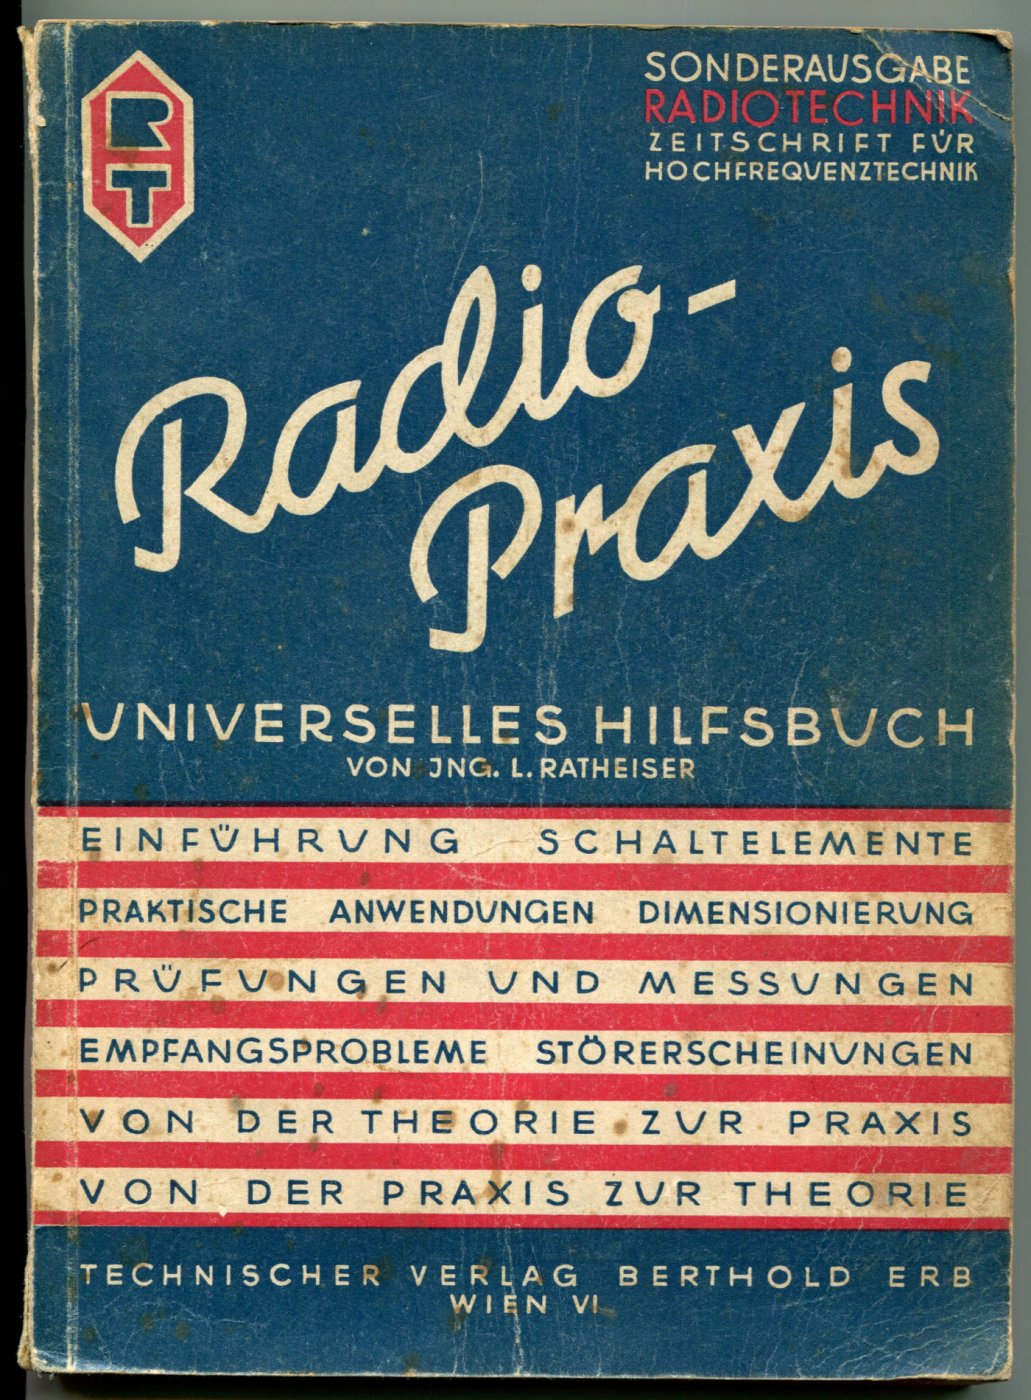 RT
SONDERAUSGABE
RADIOTECHNIK
ZEITSCHRIFT FÜR
HOCHFREQUENZTECHNIK
Radio-
Praxis
UNIVERSELLES HILFSBUCH
VON JNG. L. RATHEISER
EINFÜHRUNG SCHALTELEMENTE
PRAKTISCHE ANWENDUNGEN DIMENSIONIERUNG
PRÜFUNGEN UND MESSUNGEN
EMPFANGSPROBLEME STÖRERSCHEINUNGEN
VON DER THEORIE ZUR PRAXIS
VON DER PRAXIS ZUR THEORIE
TECHNISCHER VERLAG BERTHOLD ERB
WIEN VI